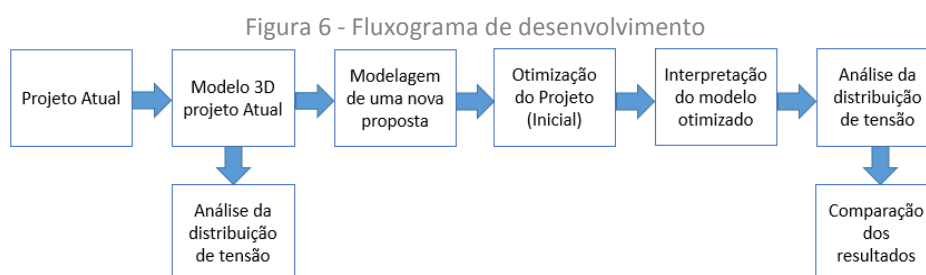 Figura 6 - Fluxograma de desenvolvimento
Projeto Atual
Modelo 3D
projeto Atual
Modelagem
de uma nova
proposta
Otimização
do Projeto
(Inicial)
Interpretação
do modelo
otimizado
Análise da
distribuição
de tensão
Análise da
distribuição
de tensão
Comparação
dos
resultados